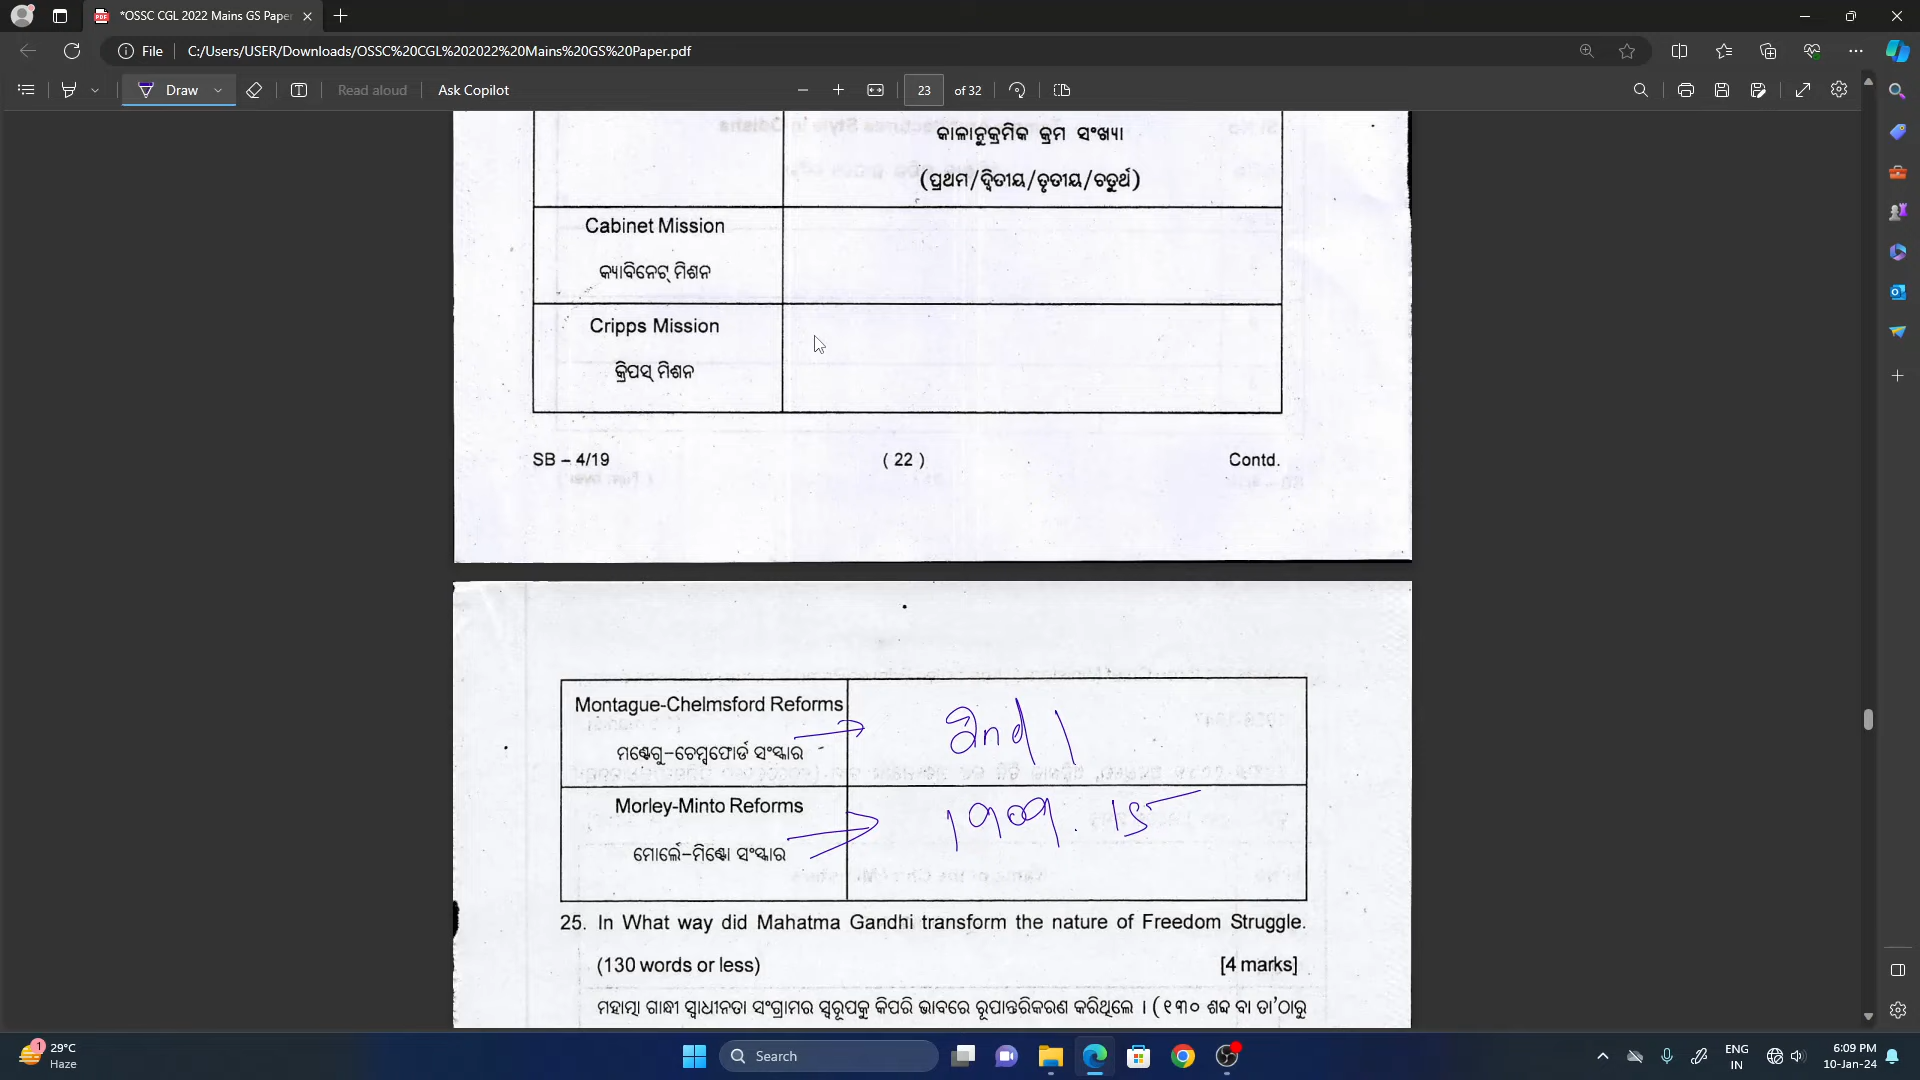 *OSSC CGL 2022 Mains GS Pape
File
C:/Users/USER/Downloads/OSSC%20CGL%202022%20Mains%20GS%20Paper.pdf
Draw
Read aloud
Ask Copilot
23
of 32
କାଳାନୁକ୍ରମିକ କ୍ରମ ସଂଖ୍ୟା
(ପ୍ରଥମ/ଦ୍ୱିତୀୟ/ତୃତୀୟ/ଚତୁର୍ଥ)
Cabinet Mission
କ୍ୟାବିନେଟ୍ ମିଶନ
Cripps Mission
କ୍ରିପସ୍ ମିଶନ
SB – 4/19
( 22 )
Contd.
Montague-Chelmsford Reforms
2nd
ମଣ୍ଟେଗୁ-ଚେମ୍ସଫୋର୍ଡ ସଂସ୍କାର
Morley-Minto Reforms
1909. 1st
ମୋର୍ଲେ-ମିଣ୍ଟୋ ସଂସ୍କାର
25. In What way did Mahatma Gandhi transform the nature of Freedom Struggle.
(130 words or less)
[4 marks]
ମହାତ୍ମା ଗାନ୍ଧୀ ସ୍ୱାଧୀନତା ସଂଗ୍ରାମର ସ୍ୱରୂପକୁ କିପରି ଭାବରେ ରୂପାନ୍ତରିକରଣ କରିଥିଲେ । (୧୩୦ ଶବ୍ଦ ବା ତା'ଠାରୁ
1
29°C
Haze
Search
ENG
IN
6:09 PM
10-Jan-24